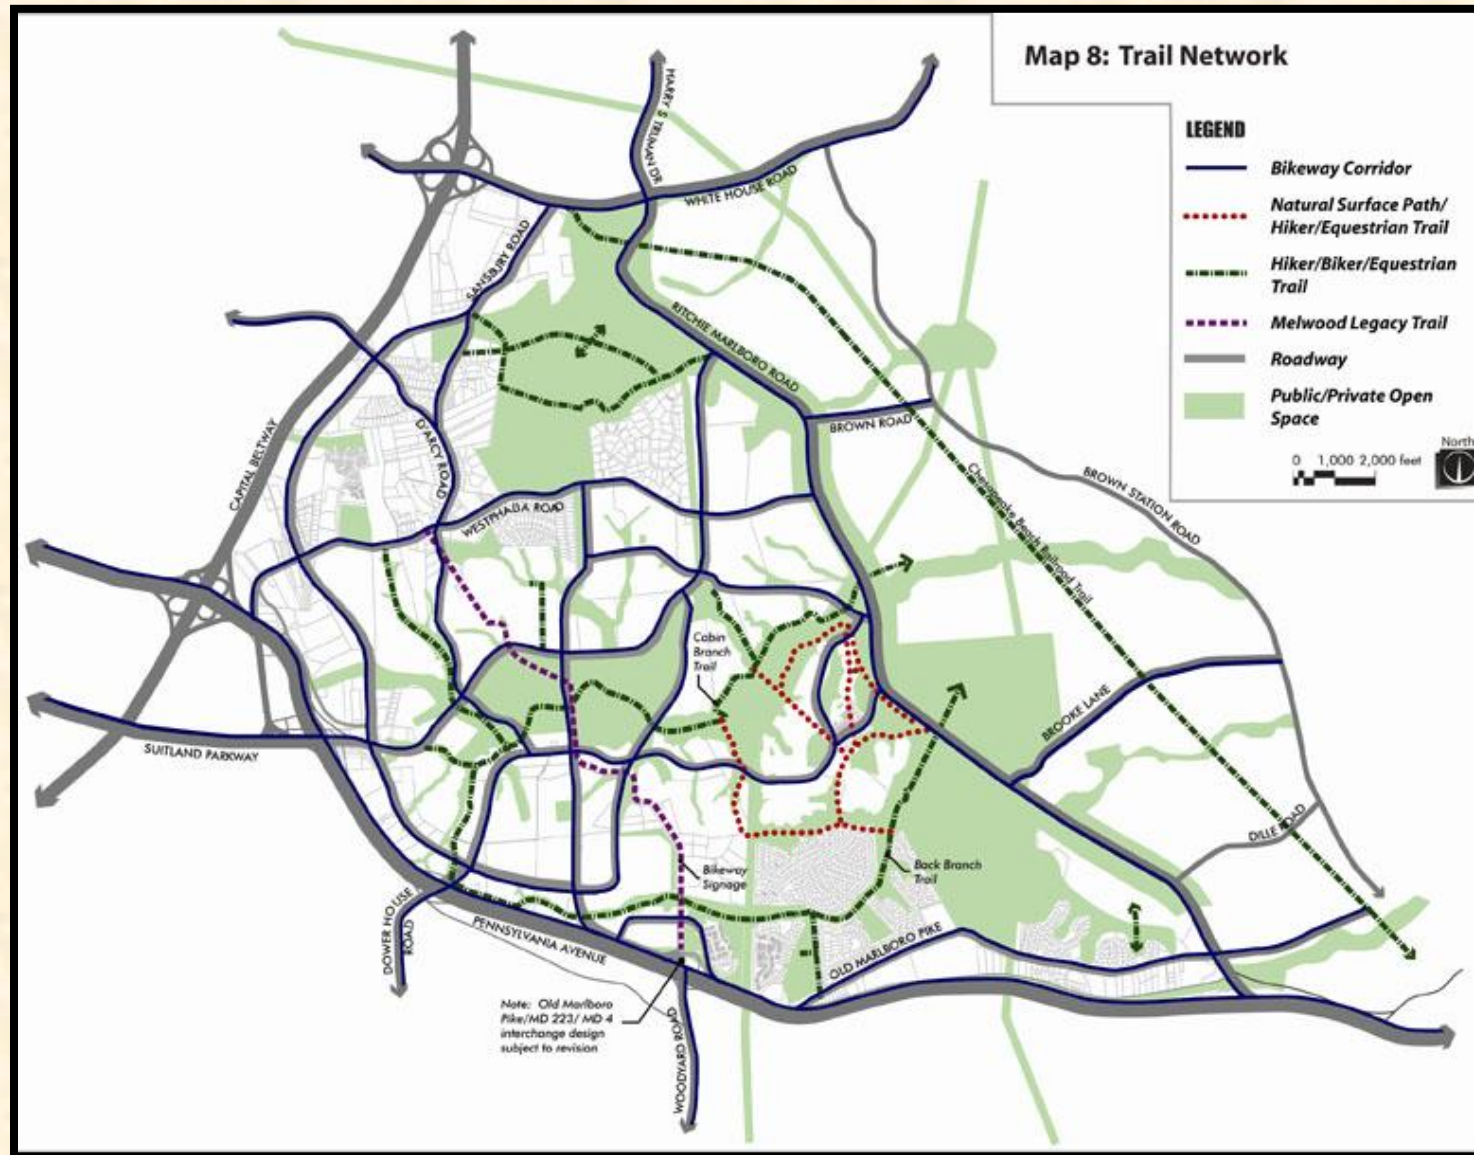 Map 8: Trail Network
LEGEND
Bikeway Corridor
Natural Surface Path/
Hiker/Equestrian Trail
Hiker/Biker/Equestrian
Trail
Melwood Legacy Trail
Roadway
Public/Private Open
Space
North
0 1,000 2,000 feet
HARRY S TRUMAN DR.
WHITE HOUSE ROAD
SANSBURY ROAD
RITCHIE MARLBORO ROAD
BROWN ROAD
D'ARCY ROAD
CAPITAL BELTWAY
WESTPHALIA ROAD
Chesapeake Beach Railroad Trail
BROWN STATION ROAD
Cabin
Branch
Trail
BROOKE LANE
SUITLAND PARKWAY
DILLE ROAD
Bikeway
Signage
Back Branch
Trail
DOWER HOUSE
ROAD
PENNSYLVANIA AVENUE
OLD MARLBORO PIKE
Note: Old Marlboro
Pike/MD 223/ MD 4
interchange design
subject to revision
WOODYARD ROAD